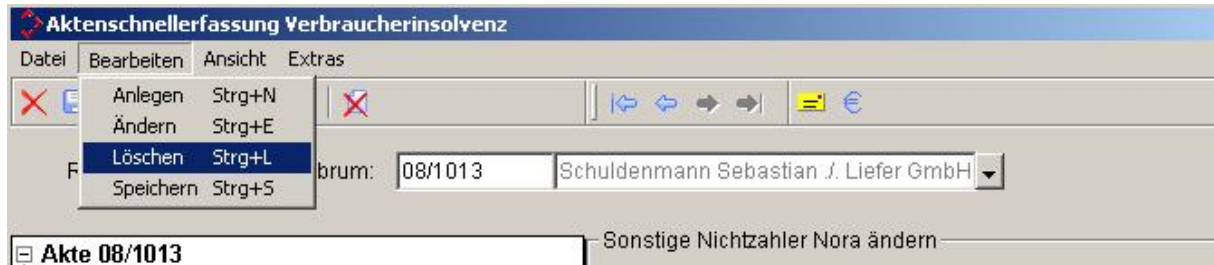 Aktenschnellerfassung Verbraucherinsolvenz
Datei Bearbeiten Ansicht Extras
Anlegen Strg+N
Ändern Strg+E
Löschen Strg+L
Speichern Strg+S
brum: 08/1013 Schuldenmann Sebastian ./. Liefer GmbH
Sonstige Nichtzahler Nora ändern
Akte 08/1013